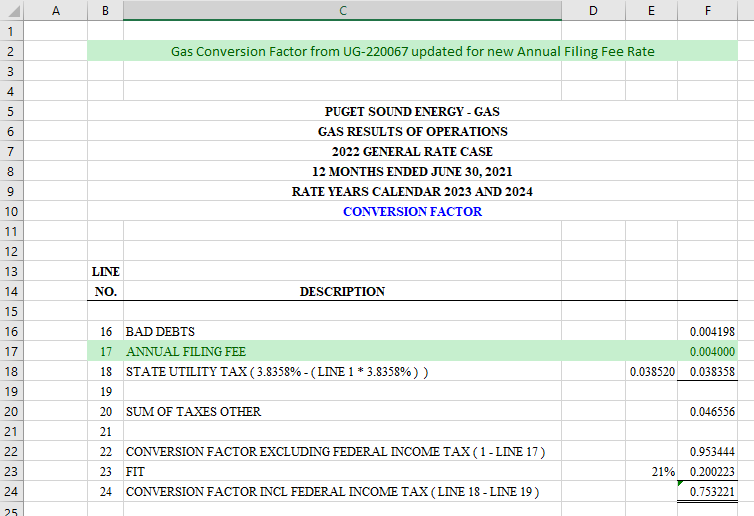 A B C D E F
1
2 Gas Conversion Factor from UG-220067 updated for new Annual Filing Fee Rate
3
4
5 PUGET SOUND ENERGY - GAS
6 GAS RESULTS OF OPERATIONS
7 2022 GENERAL RATE CASE
8 12 MONTHS ENDED JUNE 30, 2021
9 RATE YEARS CALENDAR 2023 AND 2024
10 CONVERSION FACTOR
11
12
13 LINE
14 NO. DESCRIPTION
15
16 16 BAD DEBTS 0.004198
17 17 ANNUAL FILING FEE 0.004000
18 18 STATE UTILITY TAX ( 3.8358% - ( LINE 1 * 3.8358% ) ) 0.038520 0.038358
19 19
20 20 SUM OF TAXES OTHER 0.046556
21 21
22 22 CONVERSION FACTOR EXCLUDING FEDERAL INCOME TAX ( 1 - LINE 17 ) 0.953444
23 23 FIT 21% 0.200223
24 24 CONVERSION FACTOR INCL FEDERAL INCOME TAX ( LINE 18 - LINE 19 ) 0.753221
25